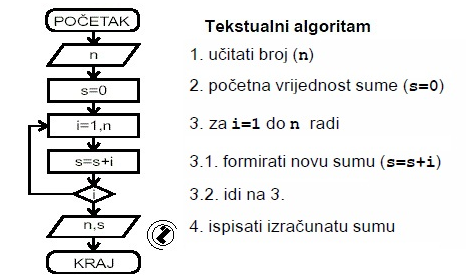 POČETAK
n
s=0
i=1,n
s=s+i
i
n,s
KRAJ
Tekstualni algoritam
1. učitati broj (n)
2. početna vrijednost sume (s=0)
3. za i=1 do n radi
3.1. formirati novu sumu (s=s+i)
3.2. idi na 3.
4. ispisati izračunatu sumu